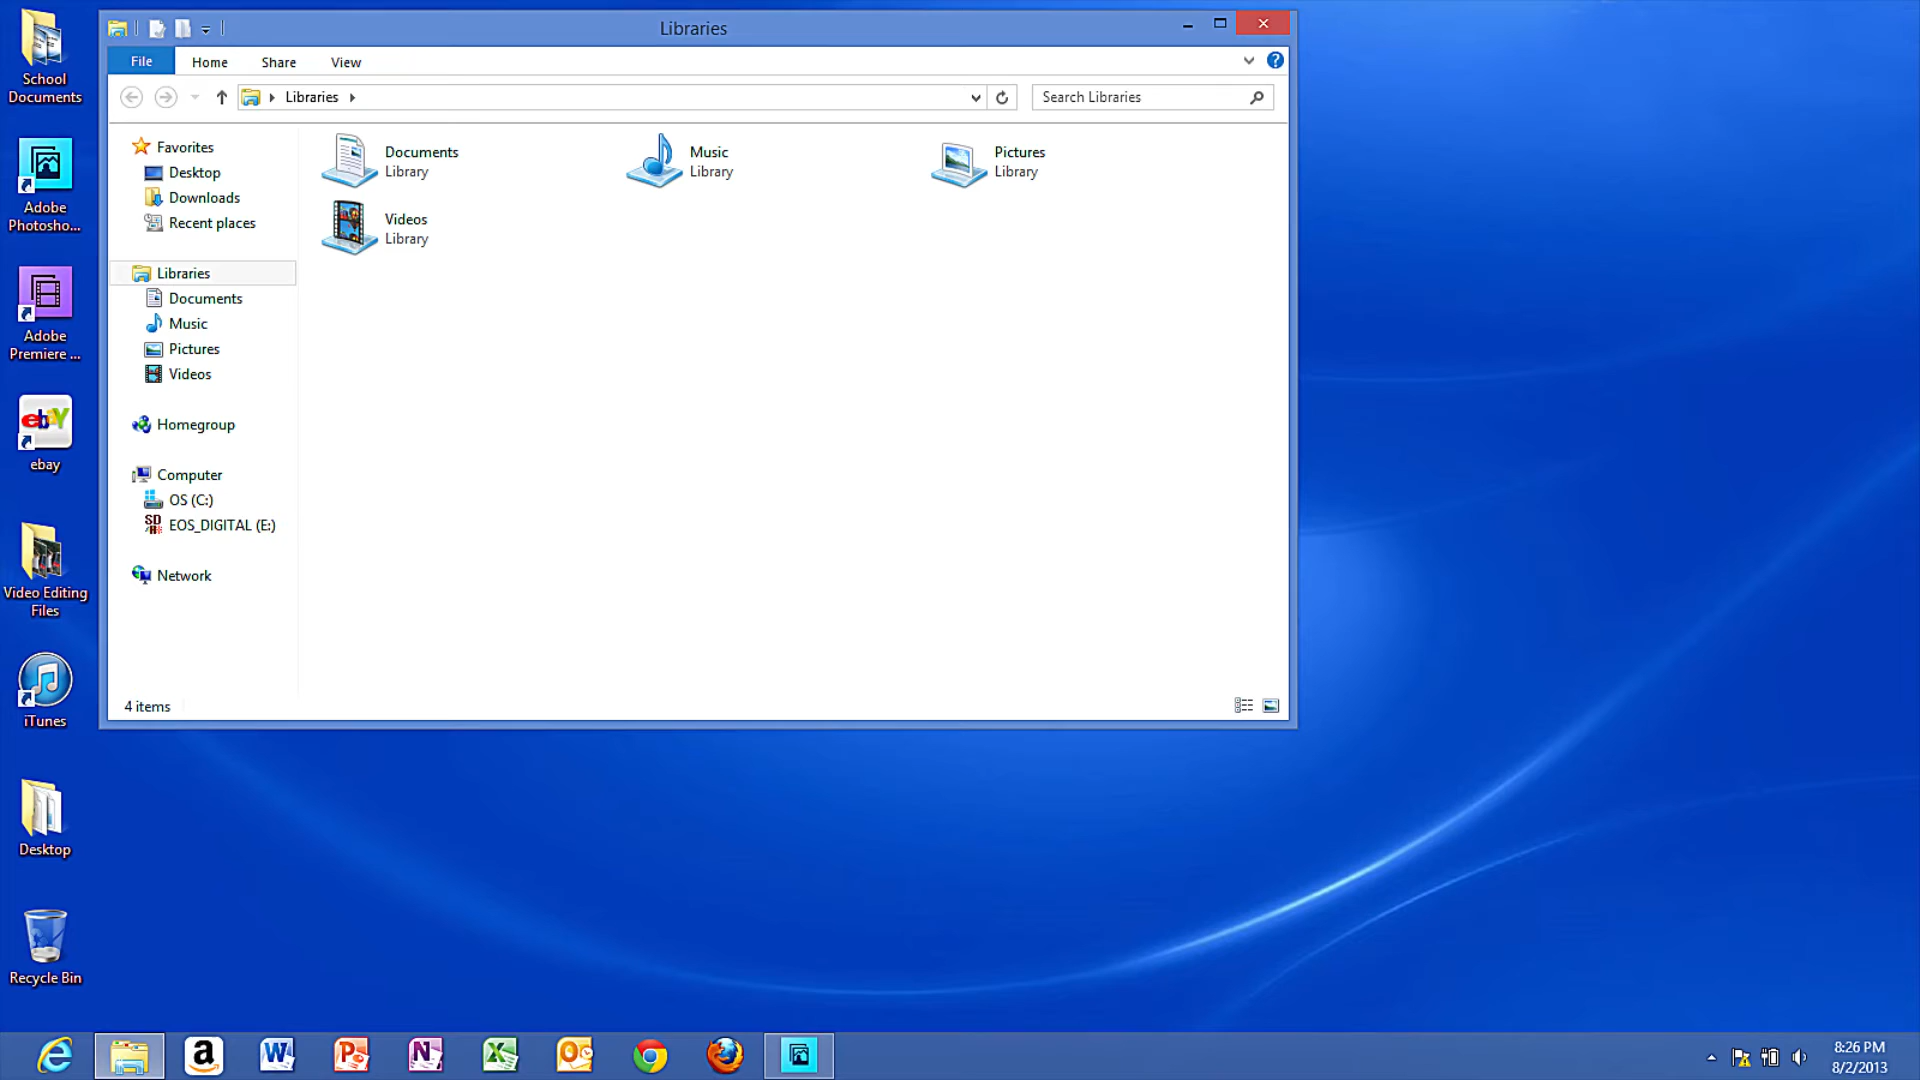 Libraries
File
Home
Share
View
Libraries
Search Libraries
Favorites
Desktop
Downloads
Recent places
Libraries
Documents
Music
Pictures
Videos
Homegroup
Computer
OS (C:)
EOS_DIGITAL (E:)
Network
Documents
Library
Music
Library
Pictures
Library
Videos
Library
4 items
School
Documents
Adobe
Photosho...
Adobe
Premiere ...
ebay
ebay
Video Editing
Files
iTunes
Desktop
Recycle Bin
8:26 PM
8/2/2013